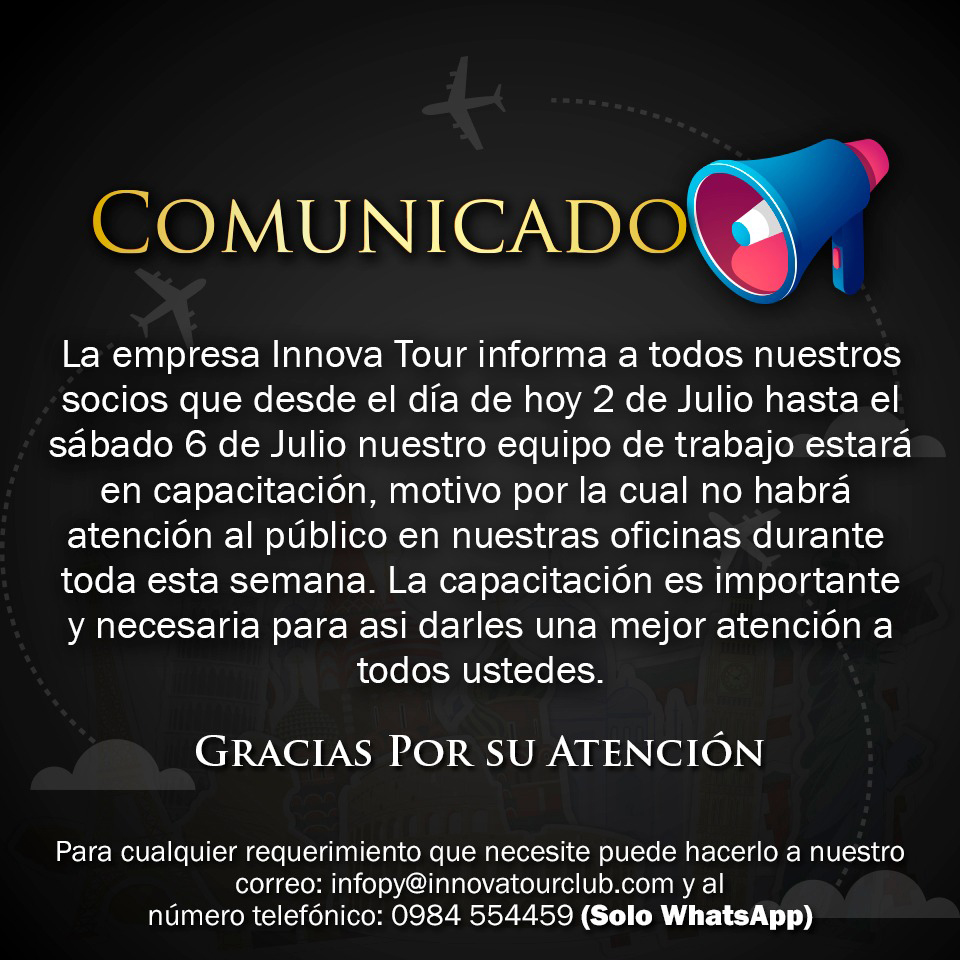 COMUNICADO
La empresa Innova Tour informa a todos nuestros
socios que desde el día de hoy 2 de Julio hasta el
sábado 6 de Julio nuestro equipo de trabajo estará
en capacitación, motivo por la cual no habrá
atención al público en nuestras oficinas durante
toda esta semana. La capacitación es importante
y necesaria para asi darles una mejor atención a
todos ustedes.
GRACIAS POR SU ATENCIÓN
Para cualquier requerimiento que necesite puede hacerlo a nuestro
correo: infopy@innovatourclub.com y al
número telefónico: 0984 554459 (Solo WhatsApp)